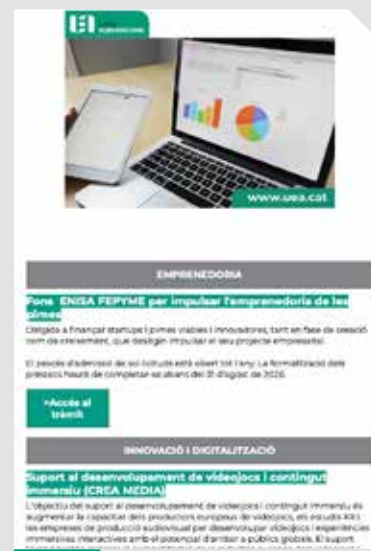 uea
subvencions
www.uea.cat
EMPRENEDORIA
Fons ENISA FEPYME per impulsar l'emprenedoria de les
pimes
Dirigida a finançar startups i pimes viables i innovadores, tant en fase de creació
com de creixement, que desitgin impulsar el seu projecte empresarial.
El procés d'admissió de sol·licituds està obert tot l'any. La formalització dels
préstecs haurà de completar-se abans del 31 d'agost de 2026.
+Accés al
tràmit
INNOVACIÓ I DIGITALITZACIÓ
Suport al desenvolupament de videojocs i contingut
immersiu (CREA MEDIA)
L'objectiu del suport al desenvolupament de videojocs i contingut immersiu és
augmentar la capacitat dels productors europeus de videojocs, els estudis XR i
les empreses de producció audiovisual per desenvolupar videojocs i experiències
immersives interactives amb el potencial d'arribar a públics globals. El suport